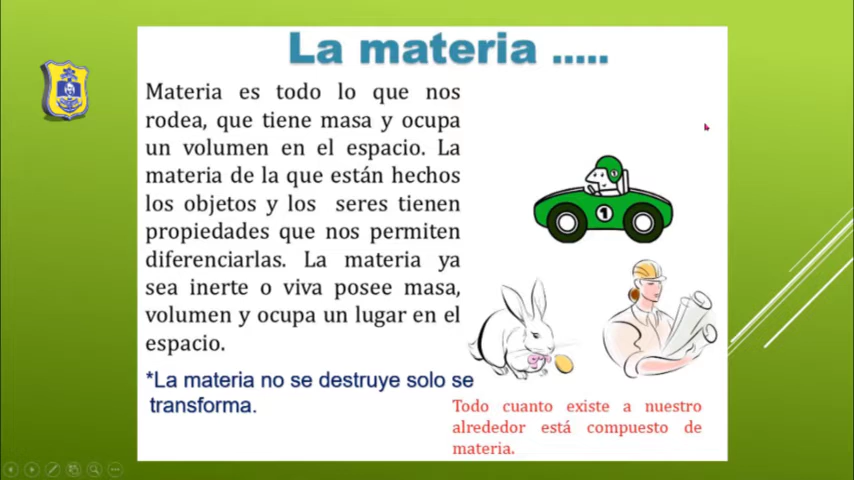 La materia .....
Materia es todo lo que nos
rodea, que tiene masa y ocupa
un volumen en el espacio. La
materia de la que están hechos
los objetos y los seres tienen
propiedades que nos permiten
diferenciarlas. La materia ya
sea inerte o viva posee masa,
volumen y ocupa un lugar en el
espacio.
*La materia no se destruye solo se
transforma.
1
1
Todo cuanto existe a nuestro
alrededor está compuesto de
materia.